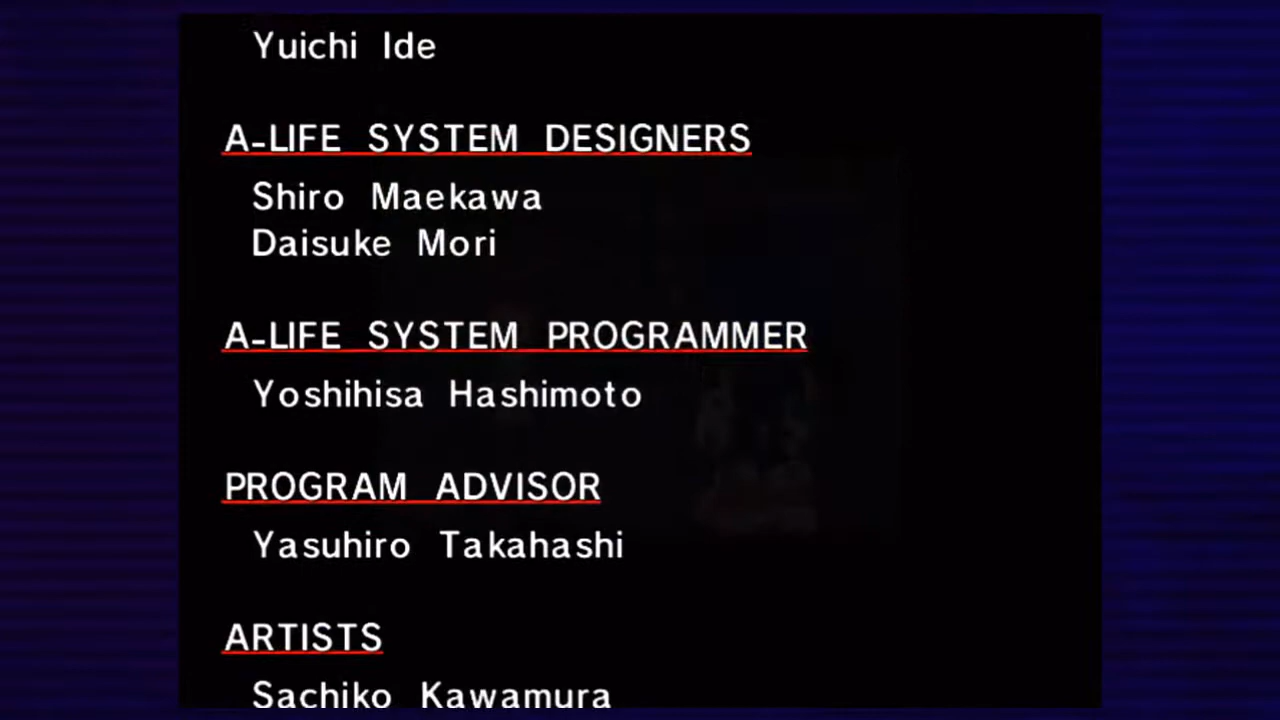 Yuichi Ide
A-LIFE SYSTEM DESIGNERS
Shiro Maekawa
Daisuke Mori
A-LIFE SYSTEM PROGRAMMER
Yoshihisa Hashimoto
PROGRAM ADVISOR
Yasuhiro Takahashi
ARTISTS
Sachiko Kawamura